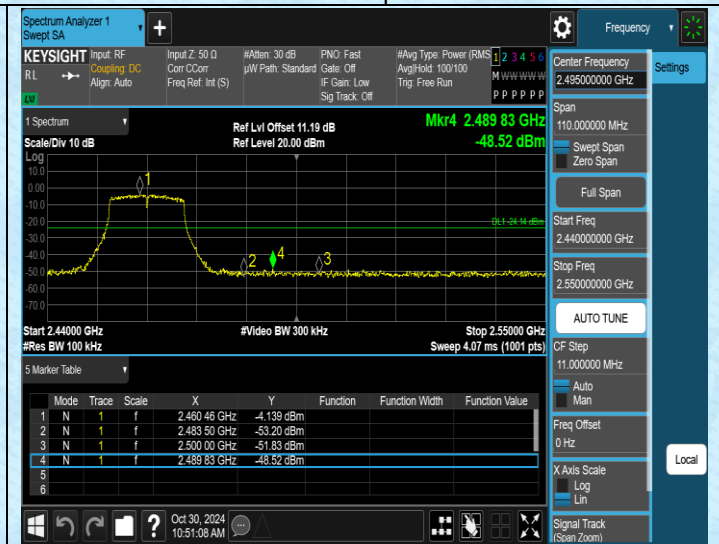 Spectrum Analyzer 1
Swept SA
Frequency
KEYSIGHT
RL
Input: RF
Coupling: DC
Align: Auto
Input Z: 50 Ω
Corr CCorr
Freq Ref: Int (S)
#Atten: 30 dB
µW Path: Standard
PNO: Fast
Gate: Off
IF Gain: Low
Sig Track: Off
#Avg Type: Power (RMS
Avg|Hold: 100/100
Trig: Free Run
1 2 3 4 5 6
M W W W W W
P P P P P P
1 Spectrum
Scale/Div 10 dB
Ref Lvl Offset 11.19 dB
Ref Level 20.00 dBm
Mkr4 2.489 83 GHz
-48.52 dBm
Log
10.0
0.00
-10.0
-20.0
-30.0
-40.0
-50.0
-60.0
-70.0
1
2
4
3
DL1 -24.14 dBm
Start 2.44000 GHz
#Res BW 100 kHz
#Video BW 300 kHz
Stop 2.55000 GHz
Sweep 4.07 ms (1001 pts)
5 Marker Table
Mode Trace Scale X Y Function Function Width Function Value
1 N 1 f 2.460 46 GHz -4.139 dBm
2 N 1 f 2.483 50 GHz -53.20 dBm
3 N 1 f 2.500 00 GHz -51.83 dBm
4 N 1 f 2.489 83 GHz -48.52 dBm
5
6
Oct 30, 2024
10:51:08 AM
Center Frequency
2.495000000 GHz
Settings
Span
110.000000 MHz
Swept Span
Zero Span
Full Span
Start Freq
2.440000000 GHz
Stop Freq
2.550000000 GHz
AUTO TUNE
CF Step
11.000000 MHz
Auto
Man
Freq Offset
0 Hz
Local
X Axis Scale
Log
Lin
Signal Track
(Span Zoom)